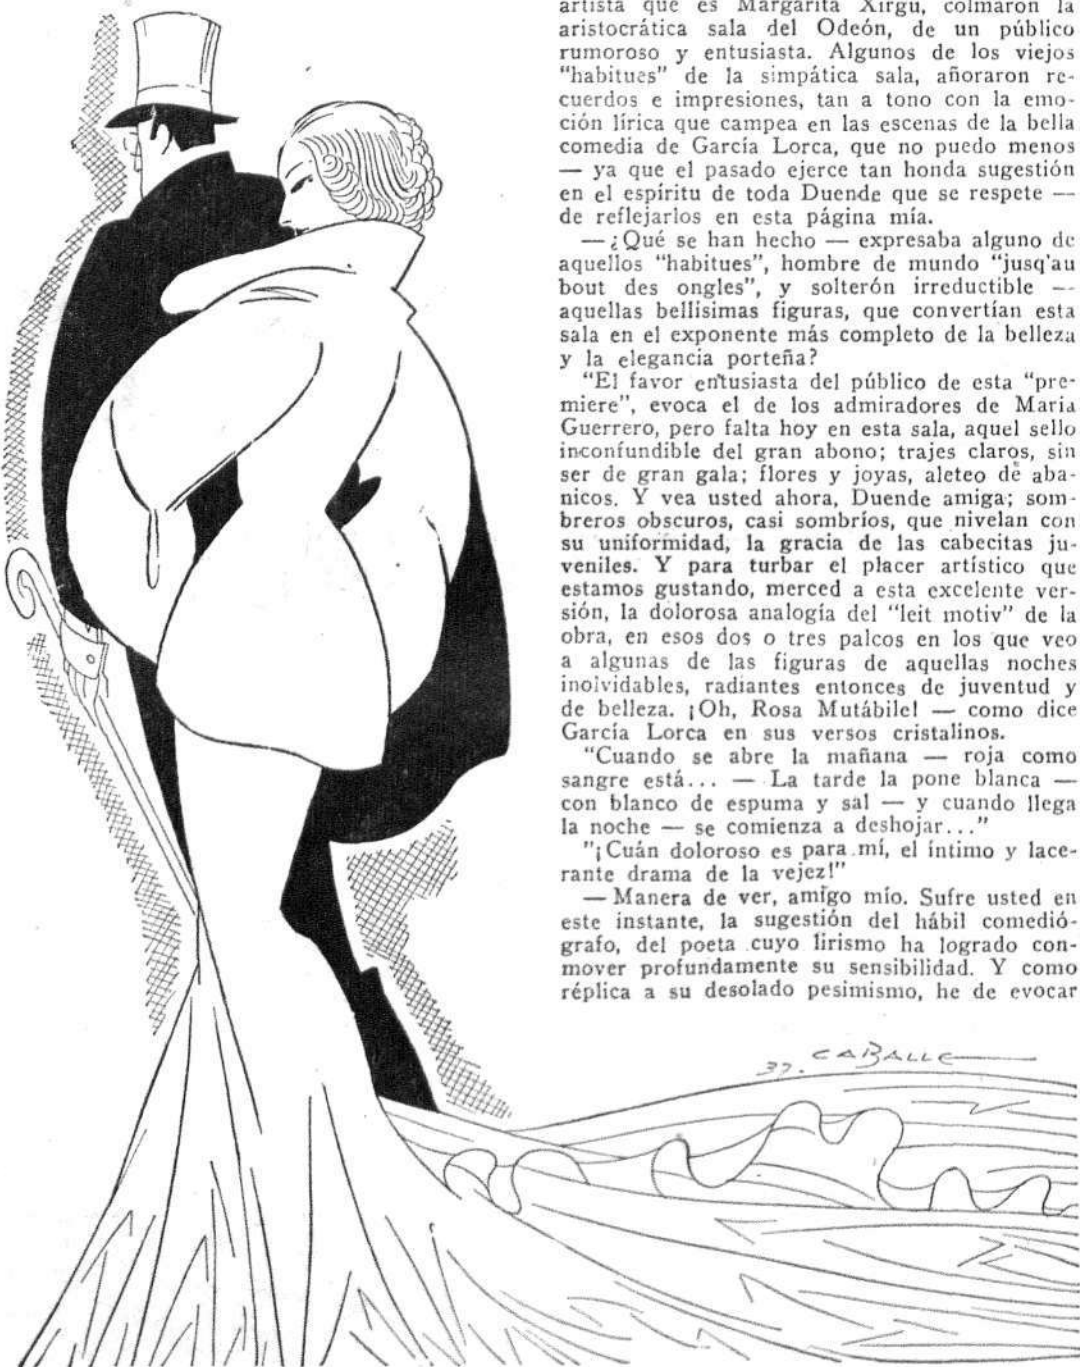 artista que es Margarita Xirgu, colmaron la
aristocrática sala del Odeón, de un público
rumoroso y entusiasta. Algunos de los viejos
"habitues" de la simpática sala, añoraron re-
cuerdos e impresiones, tan a tono con la emo-
ción lírica que campea en las escenas de la bella
comedia de García Lorca, que no puedo menos
— ya que el pasado ejerce tan honda sugestión
en el espíritu de toda Duende que se respete —
de reflejarlos en esta página mía.
— ¿Qué se han hecho — expresaba alguno de
aquellos "habitues", hombre de mundo "jusq'au
bout des ongles", y solterón irreductible —
aquellas bellisimas figuras, que convertían esta
sala en el exponente más completo de la belleza
y la elegancia porteña?
"El favor entusiasta del público de esta "pre-
miere", evoca el de los admiradores de Maria
Guerrero, pero falta hoy en esta sala, aquel sello
inconfundible del gran abono; trajes claros, sin
ser de gran gala; flores y joyas, aleteo de aba-
nicos. Y vea usted ahora, Duende amiga; som-
breros obscuros, casi sombríos, que nivelan con
su uniformidad, la gracia de las cabecitas ju-
veniles. Y para turbar el placer artístico que
estamos gustando, merced a esta excelente ver-
sión, la dolorosa analogía del "leit motiv" de la
obra, en esos dos o tres palcos en los que veo
a algunas de las figuras de aquellas noches
inolvidables, radiantes entonces de juventud y
de belleza. ¡Oh, Rosa Mutábile! — como dice
García Lorca en sus versos cristalinos.
"Cuando se abre la mañana — roja como
sangre está... — La tarde la pone blanca —
con blanco de espuma y sal — y cuando llega
la noche — se comienza a deshojar..."
"¡Cuán doloroso es para mí, el íntimo y lace-
rante drama de la vejez!"
— Manera de ver, amigo mío. Sufre usted en
este instante, la sugestión del hábil comedió-
grafo, del poeta cuyo lirismo ha logrado con-
mover profundamente su sensibilidad. Y como
réplica a su desolado pesimismo, he de evocar
37. CABALLE